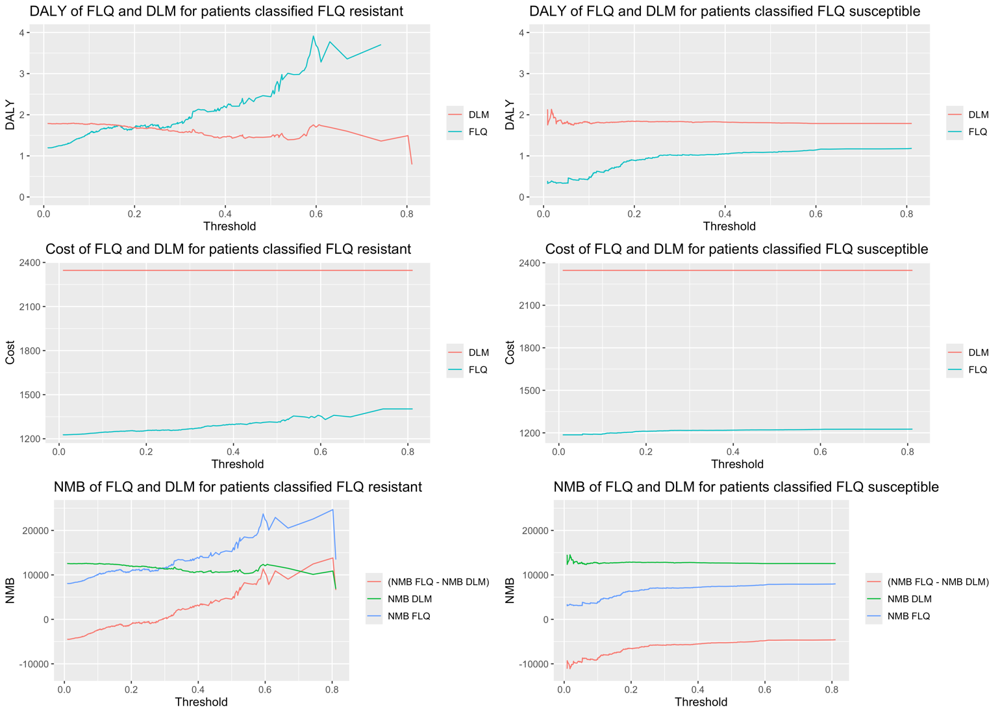 DALY of FLQ and DLM for patients classified FLQ resistant
4
3
2
1
0
DALY
0.0 0.2 0.4 0.6 0.8
Threshold
DLM
FLQ
DALY of FLQ and DLM for patients classified FLQ susceptible
4
3
2
1
0
DALY
0.0 0.2 0.4 0.6 0.8
Threshold
DLM
FLQ
Cost of FLQ and DLM for patients classified FLQ resistant
2400
2100
1800
1500
1200
Cost
0.0 0.2 0.4 0.6 0.8
Threshold
DLM
FLQ
Cost of FLQ and DLM for patients classified FLQ susceptible
2400
2100
1800
1500
1200
Cost
0.0 0.2 0.4 0.6 0.8
Threshold
DLM
FLQ
NMB of FLQ and DLM for patients classified FLQ resistant
20000
10000
0
-10000
NMB
0.0 0.2 0.4 0.6 0.8
Threshold
(NMB FLQ - NMB DLM)
NMB DLM
NMB FLQ
NMB of FLQ and DLM for patients classified FLQ susceptible
20000
10000
0
-10000
NMB
0.0 0.2 0.4 0.6 0.8
Threshold
(NMB FLQ - NMB DLM)
NMB DLM
NMB FLQ